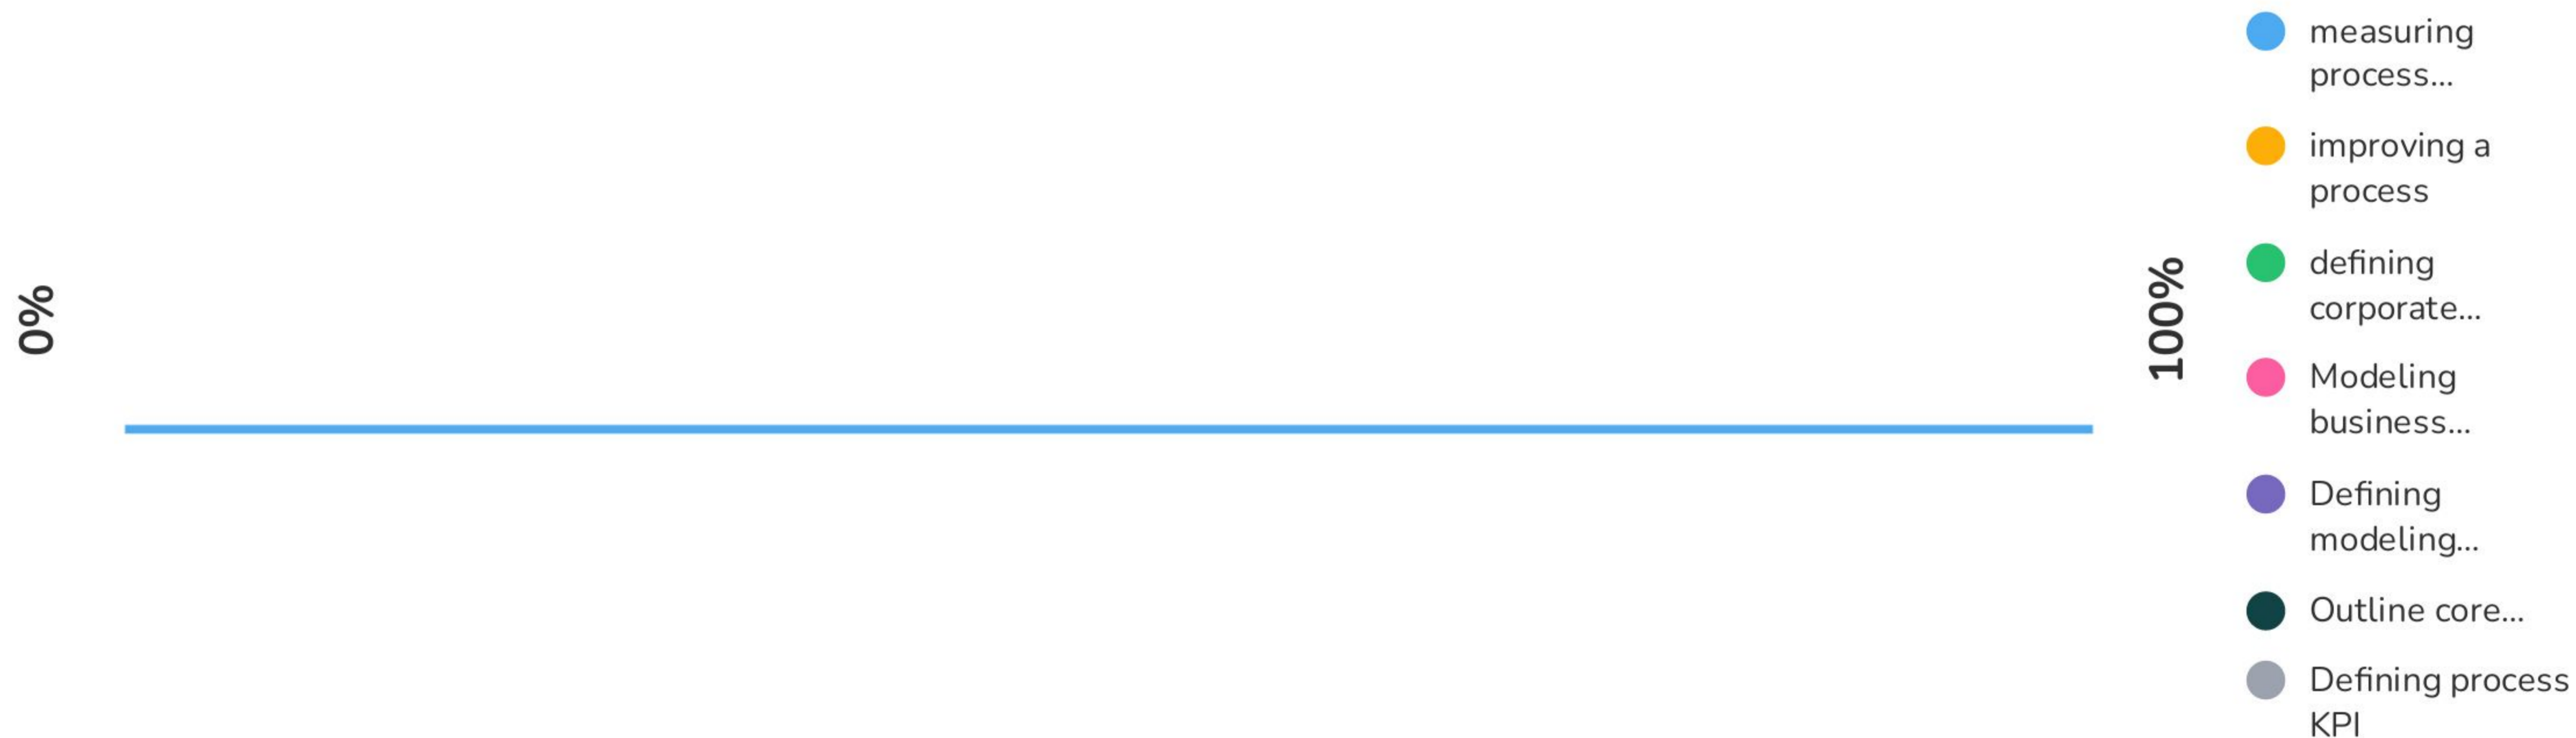 0%
100%
measuring
process...
improving a
process
defining
corporate...
Modeling
business...
Defining
modeling...
Outline core...
Defining process
KPI